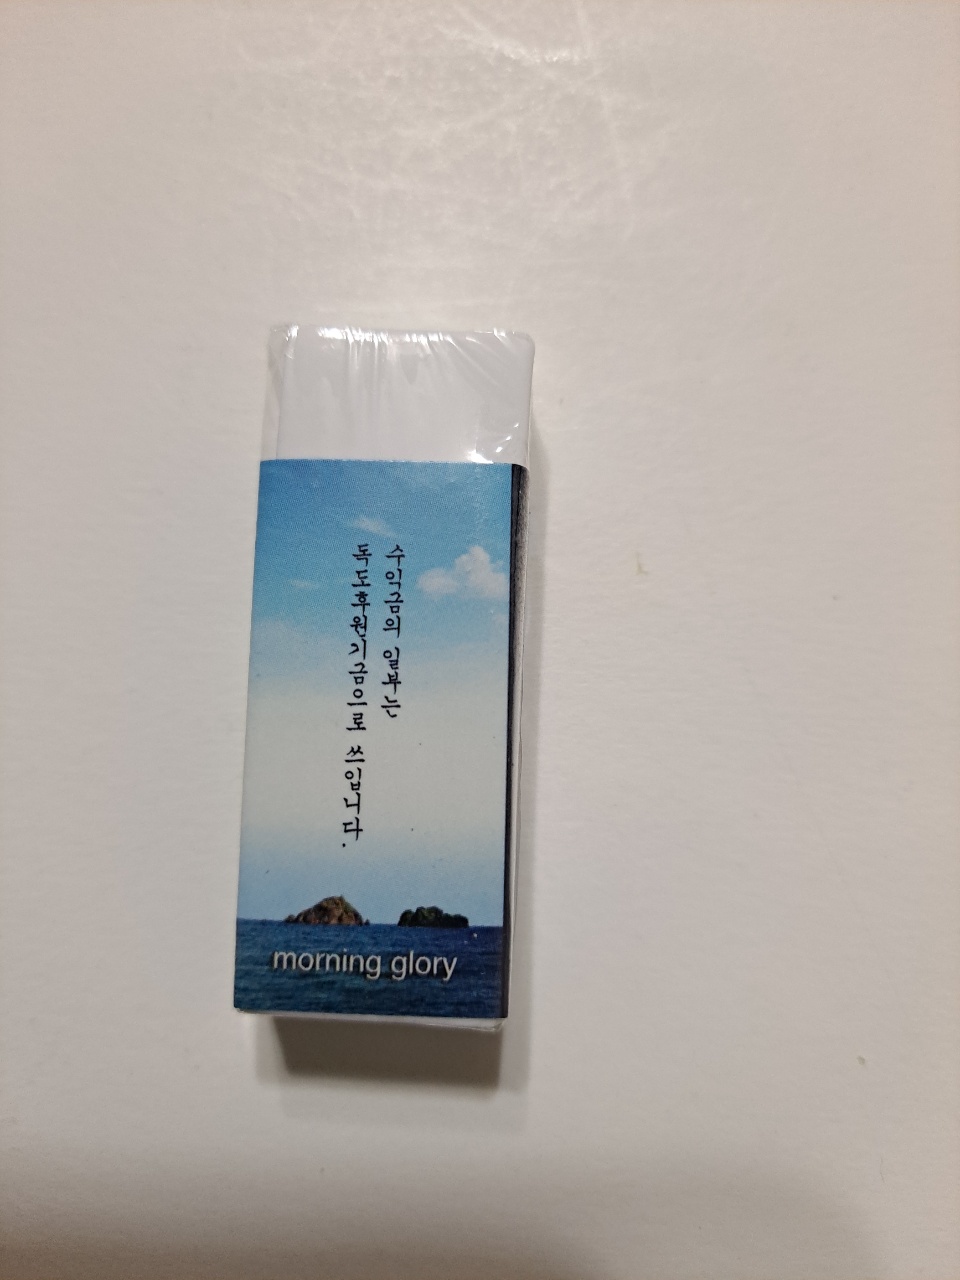 수익금의 일부는
독도후원기금으로 쓰입니다.
morning glory